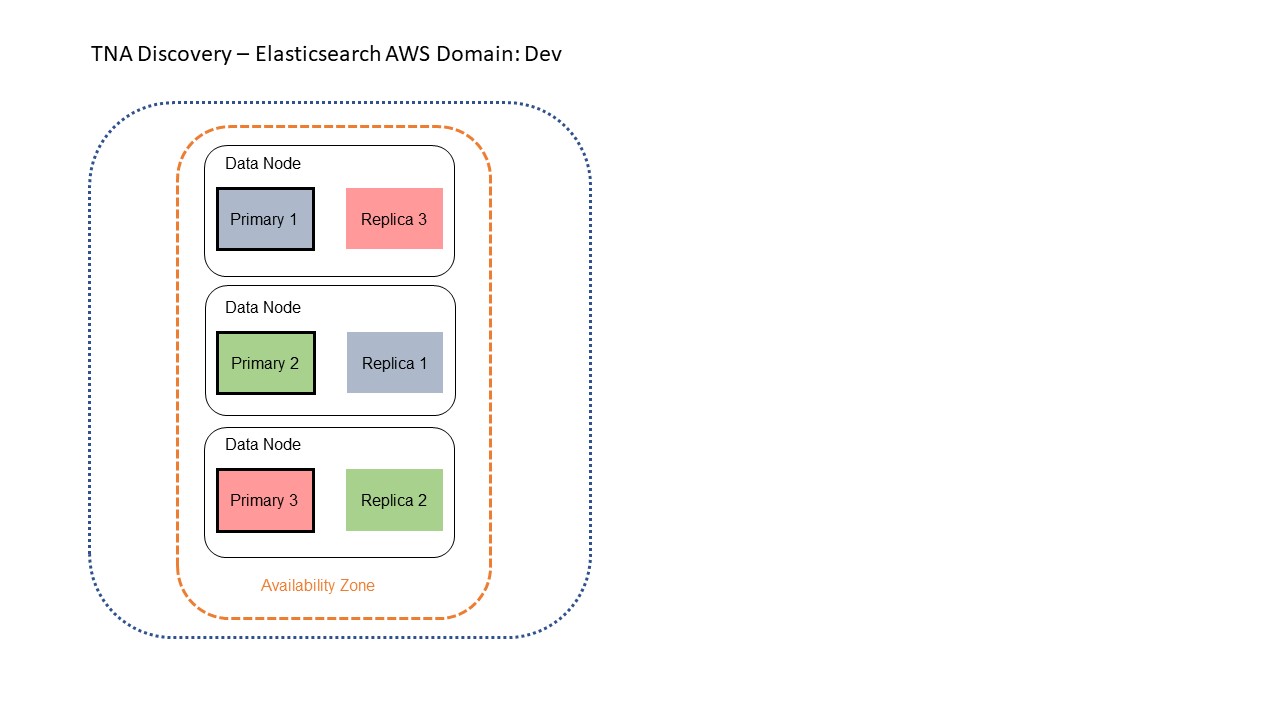 TNA Discovery – Elasticsearch AWS Domain: Dev
Data Node
Primary 1
Replica 3
Data Node
Primary 2
Replica 1
Data Node
Primary 3
Replica 2
Availability Zone